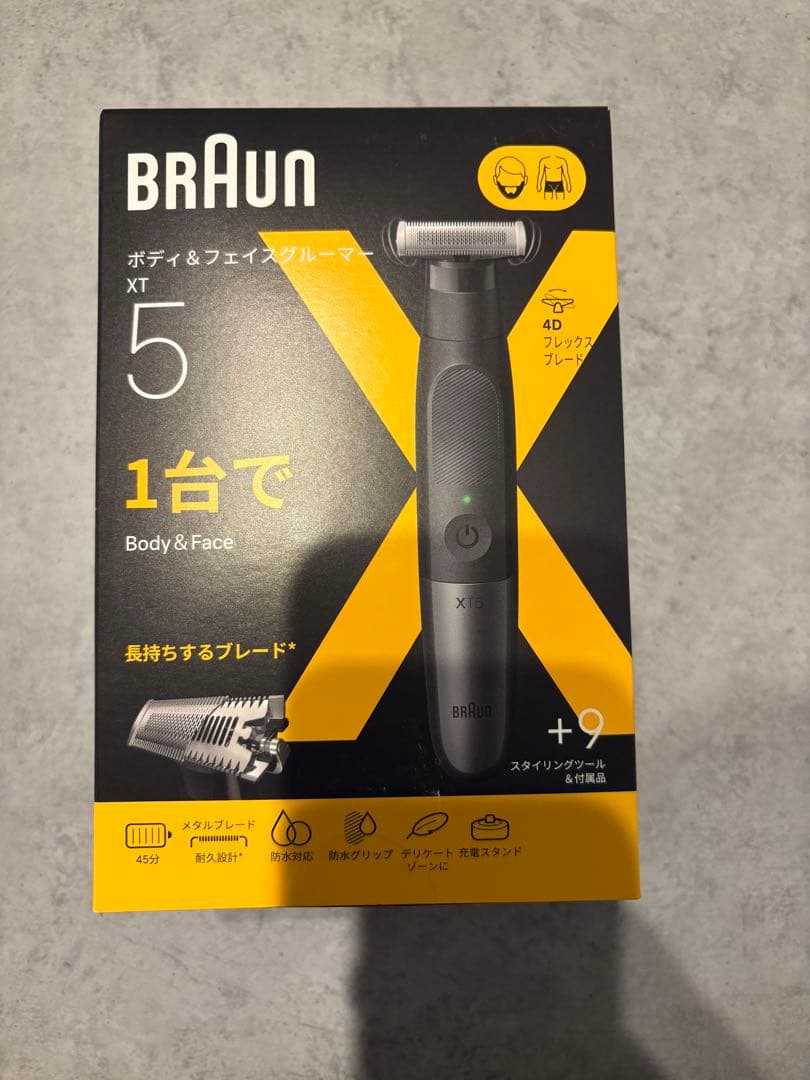 BRAUN
ボディ&フェイスグルーマー
XT
5
4D
フレックス
ブレード
1台で
Body & Face
XT5
長持ちするブレード*
BRAUN
+9
スタイリングツール
&付属品
45分
メタルブレード
耐久設計*
防水対応
防水グリップ
デリケート
ゾーンに
充電スタンド